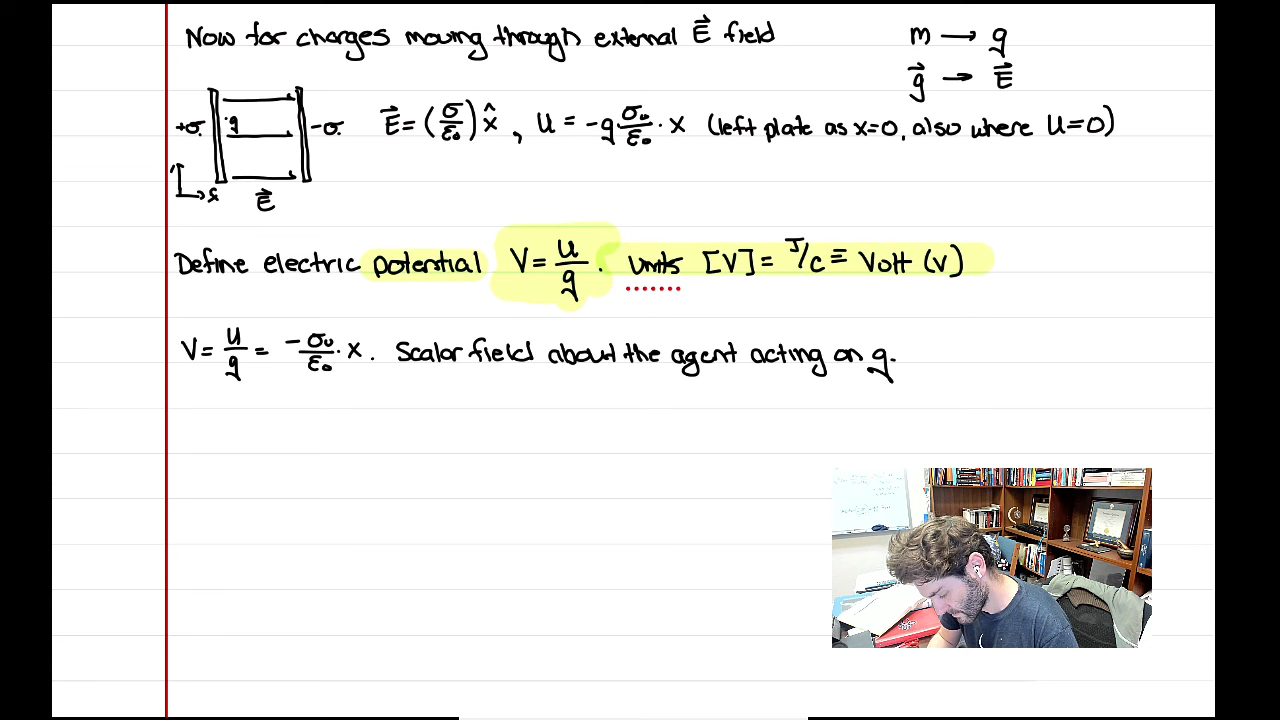 Now for charges moving through external E⃗ field
m → q
g⃗ → E⃗
+σ q -σ E⃗ = (σ/ε₀) x̂ , U = -q σ₀/ε₀ · x (left plate as x=0, also where U=0)
x
E⃗
Define electric potential V = U/q . Units [V] = J/C ≡ Volt (V)
V = U/q = -σ₀/ε₀ · x . Scalar field about the agent acting on q.